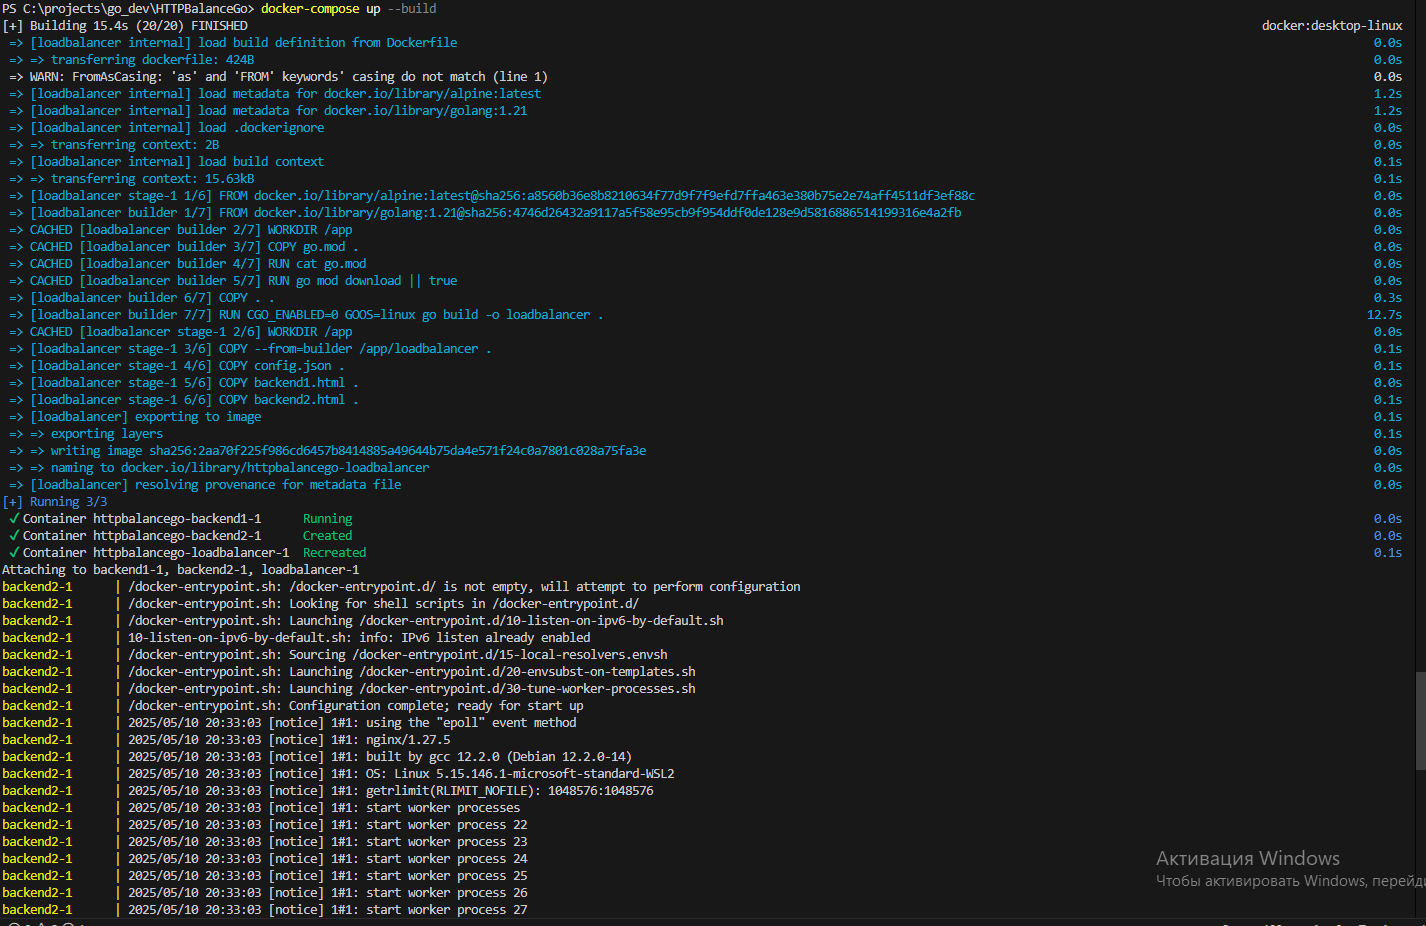 PS C:\projects\go_dev\HTTPBalanceGo> docker-compose up --build
[+] Building 15.4s (20/20) FINISHED docker:desktop-linux
=> [loadbalancer internal] load build definition from Dockerfile 0.0s
=> => transferring dockerfile: 424B 0.0s
=> WARN: FromAsCasing: 'as' and 'FROM' keywords' casing do not match (line 1) 0.0s
=> [loadbalancer internal] load metadata for docker.io/library/alpine:latest 1.2s
=> [loadbalancer internal] load metadata for docker.io/library/golang:1.21 1.2s
=> [loadbalancer internal] load .dockerignore 0.0s
=> => transferring context: 2B 0.0s
=> [loadbalancer internal] load build context 0.1s
=> => transferring context: 15.63kB 0.1s
=> [loadbalancer stage-1 1/6] FROM docker.io/library/alpine:latest@sha256:a8560b36e8b8210634f77d9f7f9efd7ffa463e380b75e2e74aff4511df3ef88c 0.0s
=> [loadbalancer builder 1/7] FROM docker.io/library/golang:1.21@sha256:4746d26432a9117a5f58e95cb9f954ddf0de128e9d5816886514199316e4a2fb 0.0s
=> CACHED [loadbalancer builder 2/7] WORKDIR /app 0.0s
=> CACHED [loadbalancer builder 3/7] COPY go.mod . 0.0s
=> CACHED [loadbalancer builder 4/7] RUN cat go.mod 0.0s
=> CACHED [loadbalancer builder 5/7] RUN go mod download || true 0.0s
=> [loadbalancer builder 6/7] COPY . . 0.3s
=> [loadbalancer builder 7/7] RUN CGO_ENABLED=0 GOOS=linux go build -o loadbalancer . 12.7s
=> CACHED [loadbalancer stage-1 2/6] WORKDIR /app 0.0s
=> [loadbalancer stage-1 3/6] COPY --from=builder /app/loadbalancer . 0.1s
=> [loadbalancer stage-1 4/6] COPY config.json . 0.1s
=> [loadbalancer stage-1 5/6] COPY backend1.html . 0.0s
=> [loadbalancer stage-1 6/6] COPY backend2.html . 0.1s
=> [loadbalancer] exporting to image 0.1s
=> => exporting layers 0.1s
=> => writing image sha256:2aa70f225f986cd6457b8414885a49644b75da4e571f24c0a7801c028a75fa3e 0.0s
=> => naming to docker.io/library/httpbalancego-loadbalancer 0.0s
=> [loadbalancer] resolving provenance for metadata file 0.0s
[+] Running 3/3
✓ Container httpbalancego-backend1-1 Running 0.0s
✓ Container httpbalancego-backend2-1 Created 0.0s
✓ Container httpbalancego-loadbalancer-1 Recreated 0.1s
Attaching to backend1-1, backend2-1, loadbalancer-1
backend2-1 | /docker-entrypoint.sh: /docker-entrypoint.d/ is not empty, will attempt to perform configuration
backend2-1 | /docker-entrypoint.sh: Looking for shell scripts in /docker-entrypoint.d/
backend2-1 | /docker-entrypoint.sh: Launching /docker-entrypoint.d/10-listen-on-ipv6-by-default.sh
backend2-1 | 10-listen-on-ipv6-by-default.sh: info: IPv6 listen already enabled
backend2-1 | /docker-entrypoint.sh: Sourcing /docker-entrypoint.d/15-local-resolvers.envsh
backend2-1 | /docker-entrypoint.sh: Launching /docker-entrypoint.d/20-envsubst-on-templates.sh
backend2-1 | /docker-entrypoint.sh: Launching /docker-entrypoint.d/30-tune-worker-processes.sh
backend2-1 | /docker-entrypoint.sh: Configuration complete; ready for start up
backend2-1 | 2025/05/10 20:33:03 [notice] 1#1: using the "epoll" event method
backend2-1 | 2025/05/10 20:33:03 [notice] 1#1: nginx/1.27.5
backend2-1 | 2025/05/10 20:33:03 [notice] 1#1: built by gcc 12.2.0 (Debian 12.2.0-14)
backend2-1 | 2025/05/10 20:33:03 [notice] 1#1: OS: Linux 5.15.146.1-microsoft-standard-WSL2
backend2-1 | 2025/05/10 20:33:03 [notice] 1#1: getrlimit(RLIMIT_NOFILE): 1048576:1048576
backend2-1 | 2025/05/10 20:33:03 [notice] 1#1: start worker processes
backend2-1 | 2025/05/10 20:33:03 [notice] 1#1: start worker process 22
backend2-1 | 2025/05/10 20:33:03 [notice] 1#1: start worker process 23
backend2-1 | 2025/05/10 20:33:03 [notice] 1#1: start worker process 24
backend2-1 | 2025/05/10 20:33:03 [notice] 1#1: start worker process 25
backend2-1 | 2025/05/10 20:33:03 [notice] 1#1: start worker process 26
backend2-1 | 2025/05/10 20:33:03 [notice] 1#1: start worker process 27
Активация Windows
Чтобы активировать Windows,